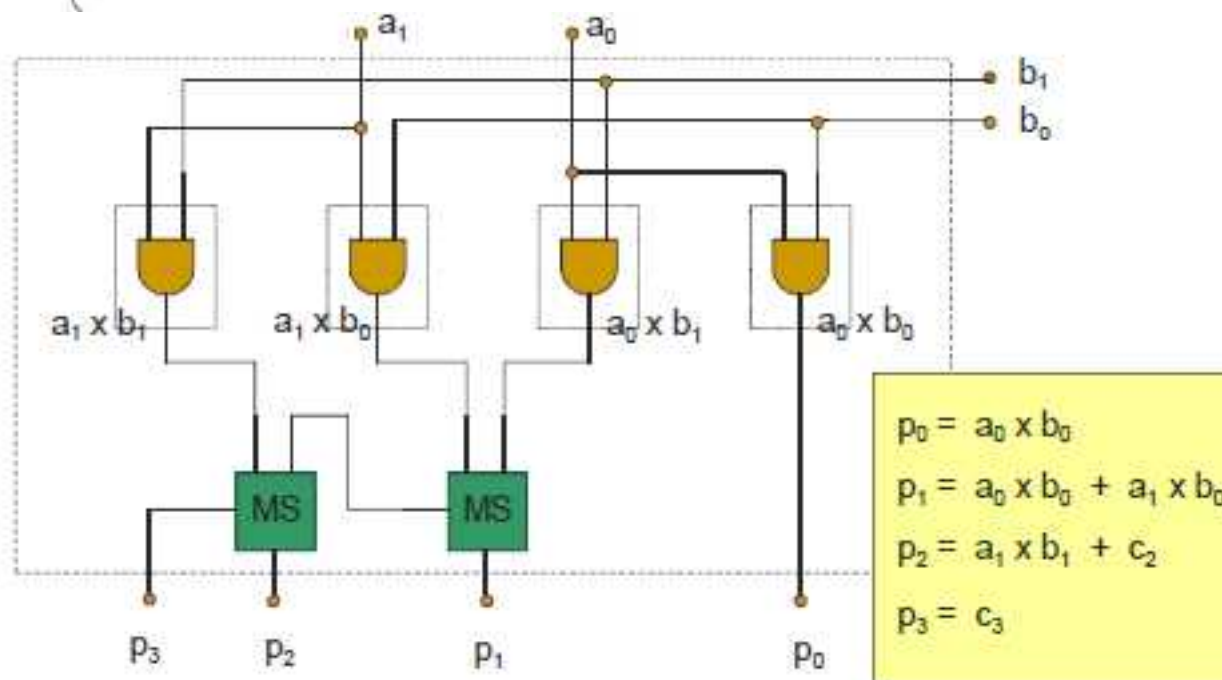 a₁ a₀
b₁
b₀
a₁ x b₁ a₁ x b₀ a₀ x b₁ a₀ x b₀
MS MS
p₃ p₂ p₁ p₀
p₀ = a₀ x b₀
p₁ = a₀ x b₀ + a₁ x b₀
p₂ = a₁ x b₁ + c₂
p₃ = c₃